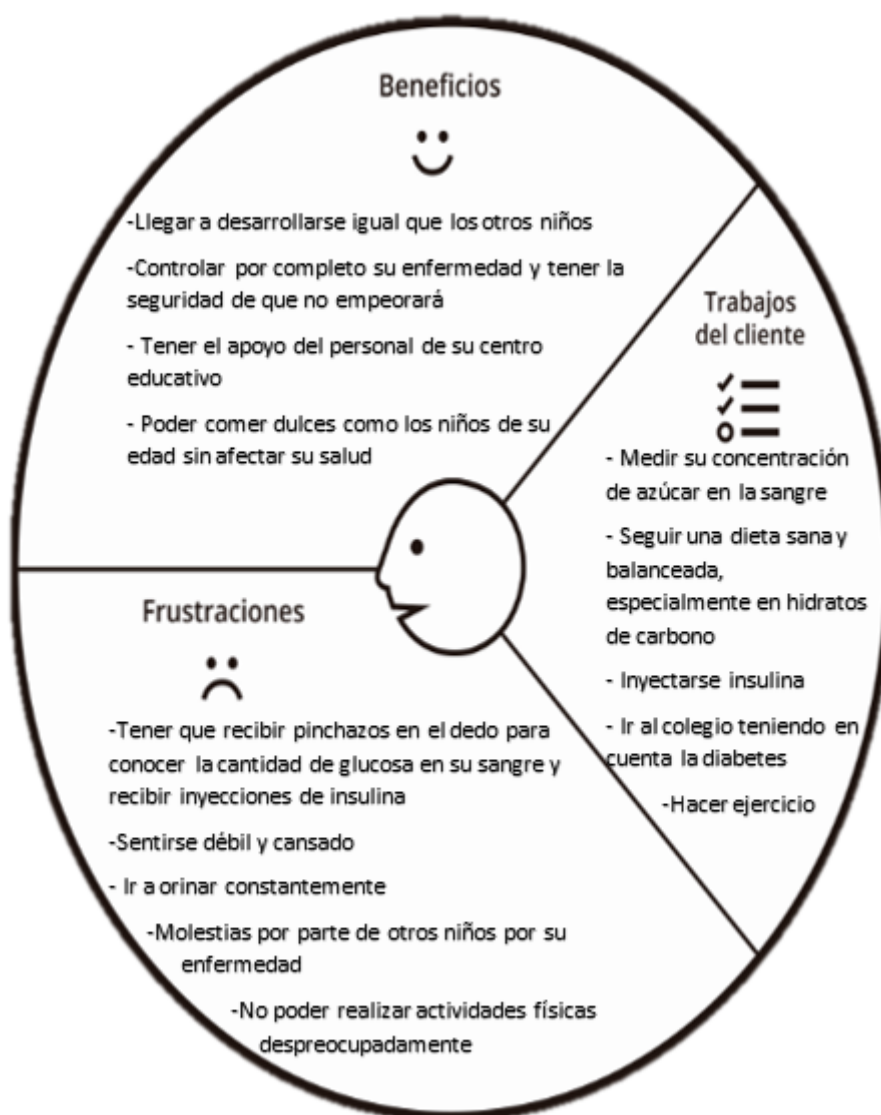 Beneficios
-Llegar a desarrollarse igual que los otros niños
-Controlar por completo su enfermedad y tener la
seguridad de que no empeorará
- Tener el apoyo del personal de su centro
educativo
- Poder comer dulces como los niños de su
edad sin afectar su salud
Trabajos
del cliente
- Medir su concentración
de azúcar en la sangre
- Seguir una dieta sana y
balanceada,
especialmente en hidratos
de carbono
- Inyectarse insulina
- Ir al colegio teniendo en
cuenta la diabetes
-Hacer ejercicio
Frustraciones
-Tener que recibir pinchazos en el dedo para
conocer la cantidad de glucosa en su sangre y
recibir inyecciones de insulina
-Sentirse débil y cansado
- Ir a orinar constantemente
-Molestias por parte de otros niños por su
enfermedad
-No poder realizar actividades físicas
despreocupadamente